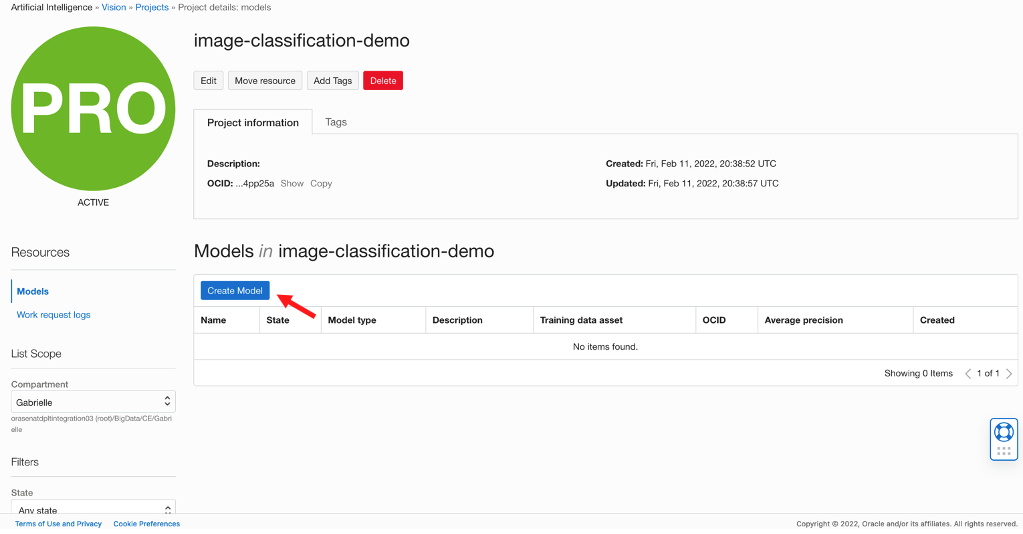 Artificial Intelligence » Vision » Projects » Project details: models
PRO
ACTIVE
image-classification-demo
Edit Move resource Add Tags Delete
Project information Tags
Description:
OCID: ...4pp25a Show Copy
Created: Fri, Feb 11, 2022, 20:38:52 UTC
Updated: Fri, Feb 11, 2022, 20:38:57 UTC
Resources
Models
Work request logs
List Scope
Compartment
Gabrielle
orasenatdpltintegration03 (root)/BigData/CE/Gabri
elle
Filters
State
Any state
Models in image-classification-demo
Create Model
Name State Model type Description Training data asset OCID Average precision Created
No items found.
Showing 0 Items < 1 of 1 >
Terms of Use and Privacy Cookie Preferences
Copyright © 2022, Oracle and/or its affiliates. All rights reserved.